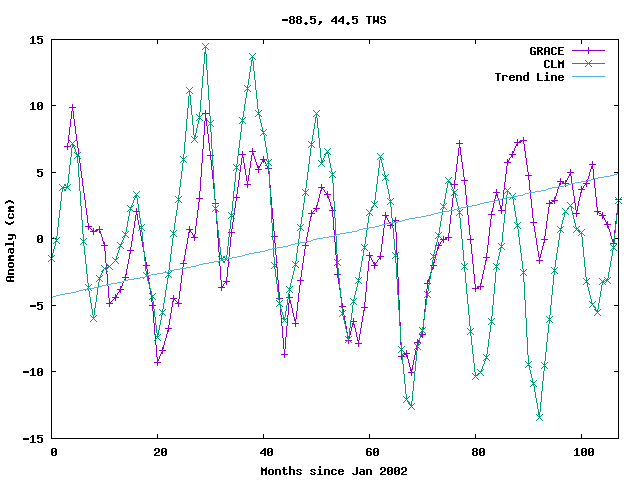 -88.5, 44.5 TWS
GRACE
CLM
Trend Line
15
10
5
0
-5
-10
-15
Anomaly (cm)
0 20 40 60 80 100
Months since Jan 2002